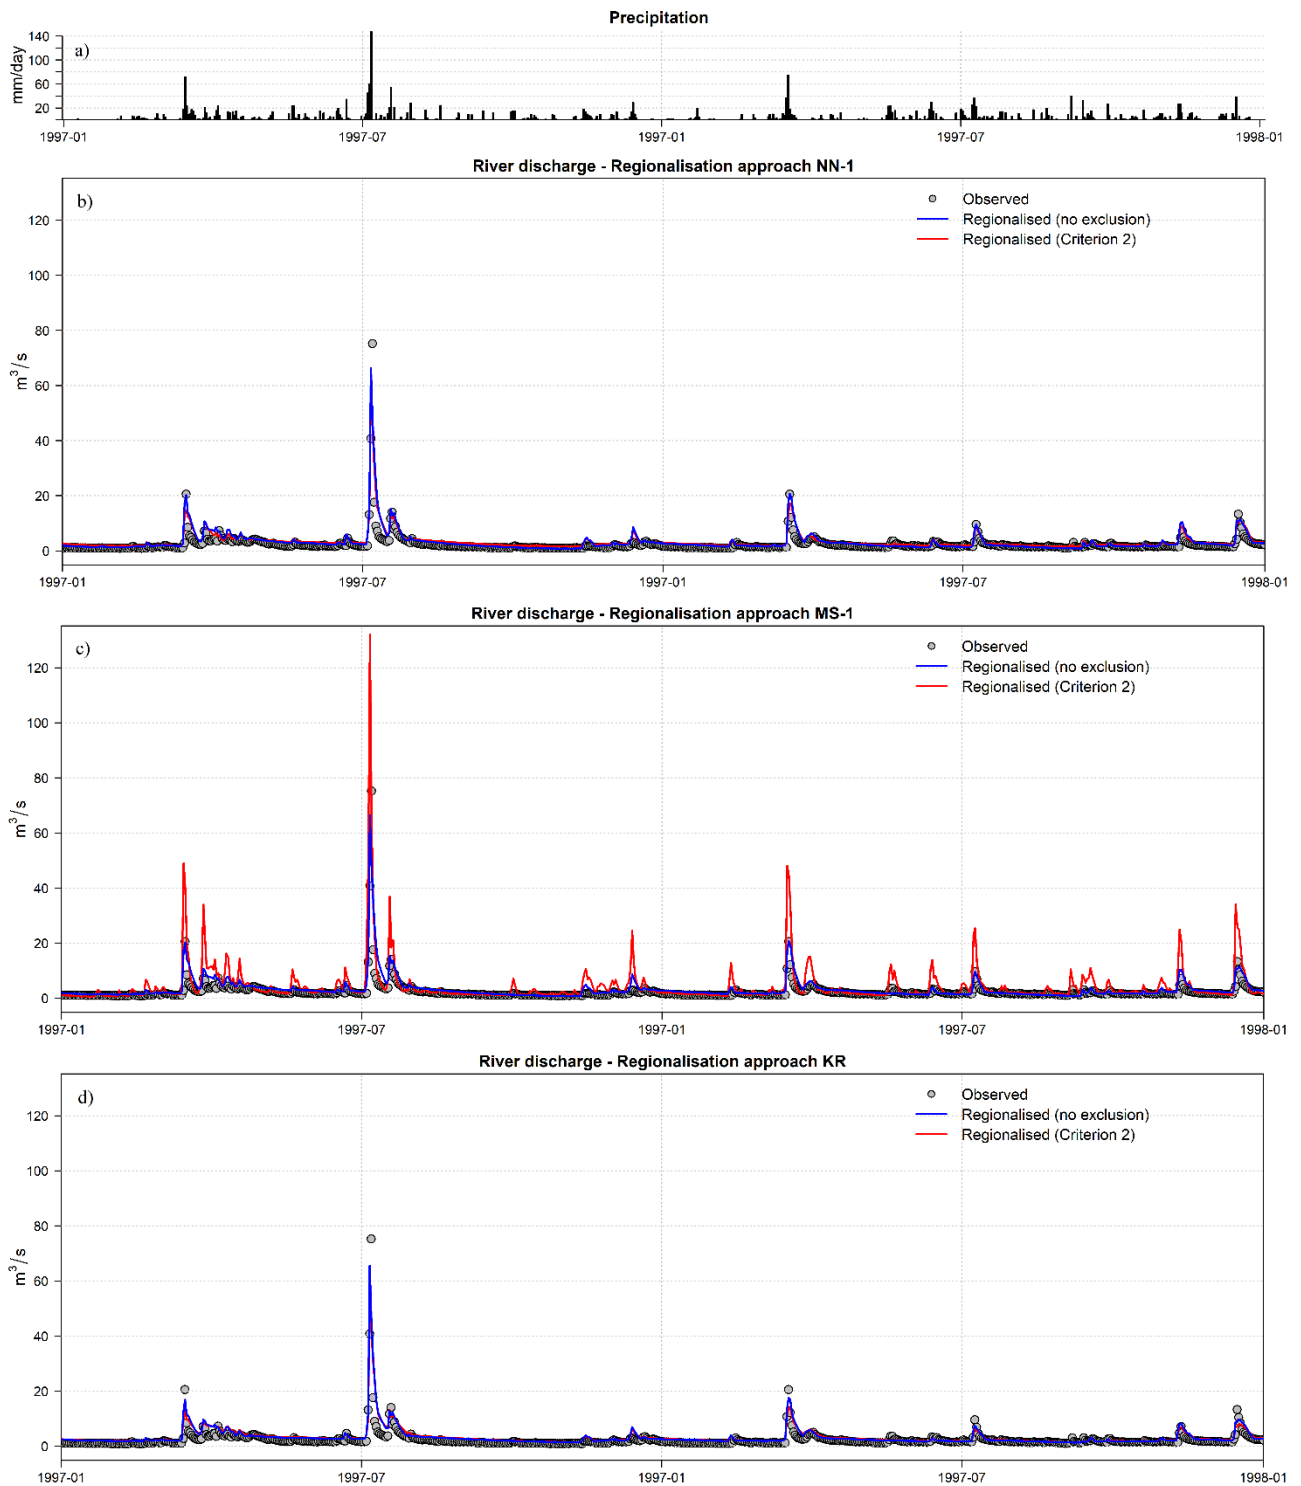 Precipitation
a)
mm/day
140
100
60
20
1997-01 1997-07 1997-01 1997-07 1998-01
River discharge - Regionalisation approach NN-1
b)
Observed
Regionalised (no exclusion)
Regionalised (Criterion 2)
m³/s
120
100
80
60
40
20
0
1997-01 1997-07 1997-01 1997-07 1998-01
River discharge - Regionalisation approach MS-1
c)
Observed
Regionalised (no exclusion)
Regionalised (Criterion 2)
m³/s
120
100
80
60
40
20
0
1997-01 1997-07 1997-01 1997-07 1998-01
River discharge - Regionalisation approach KR
d)
Observed
Regionalised (no exclusion)
Regionalised (Criterion 2)
m³/s
120
100
80
60
40
20
0
1997-01 1997-07 1997-01 1997-07 1998-01